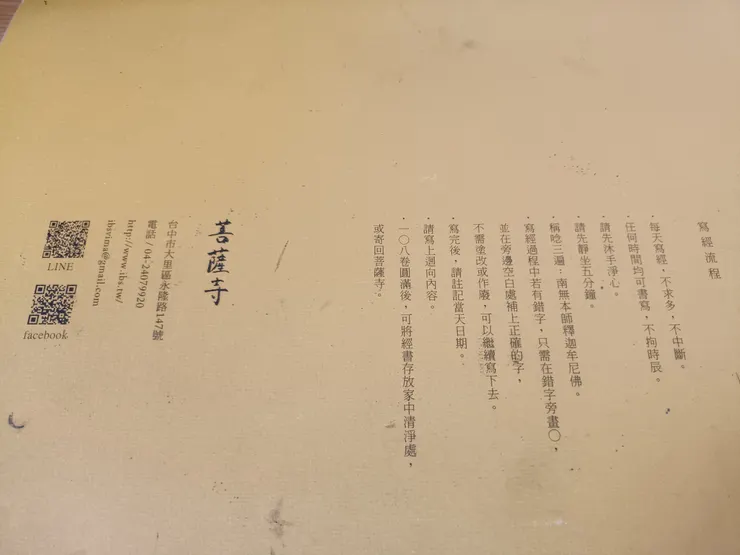 寫經流程
·每天寫經，不求多，不中斷。
·任何時間均可書寫，不拘時辰。
·請先沐手淨心。
·請先靜坐五分鐘。
·稱唸三遍：南無本師釋迦牟尼佛。
·寫經過程中若有錯字，只需在錯字旁畫○，
並在旁邊空白處補上正確的字，
不需塗改或作廢，可以繼續寫下去。
·寫完後，請註記當天日期。
·請寫上迴向內容。
·一○八卷圓滿後，可將經書存放家中清淨處，
或寄回菩薩寺。
菩薩寺
台中市大里區永隆路147號
電話 / 04-24079920
http://www.ibs.tw/
ibsvima@gmail.com
LINE
facebook